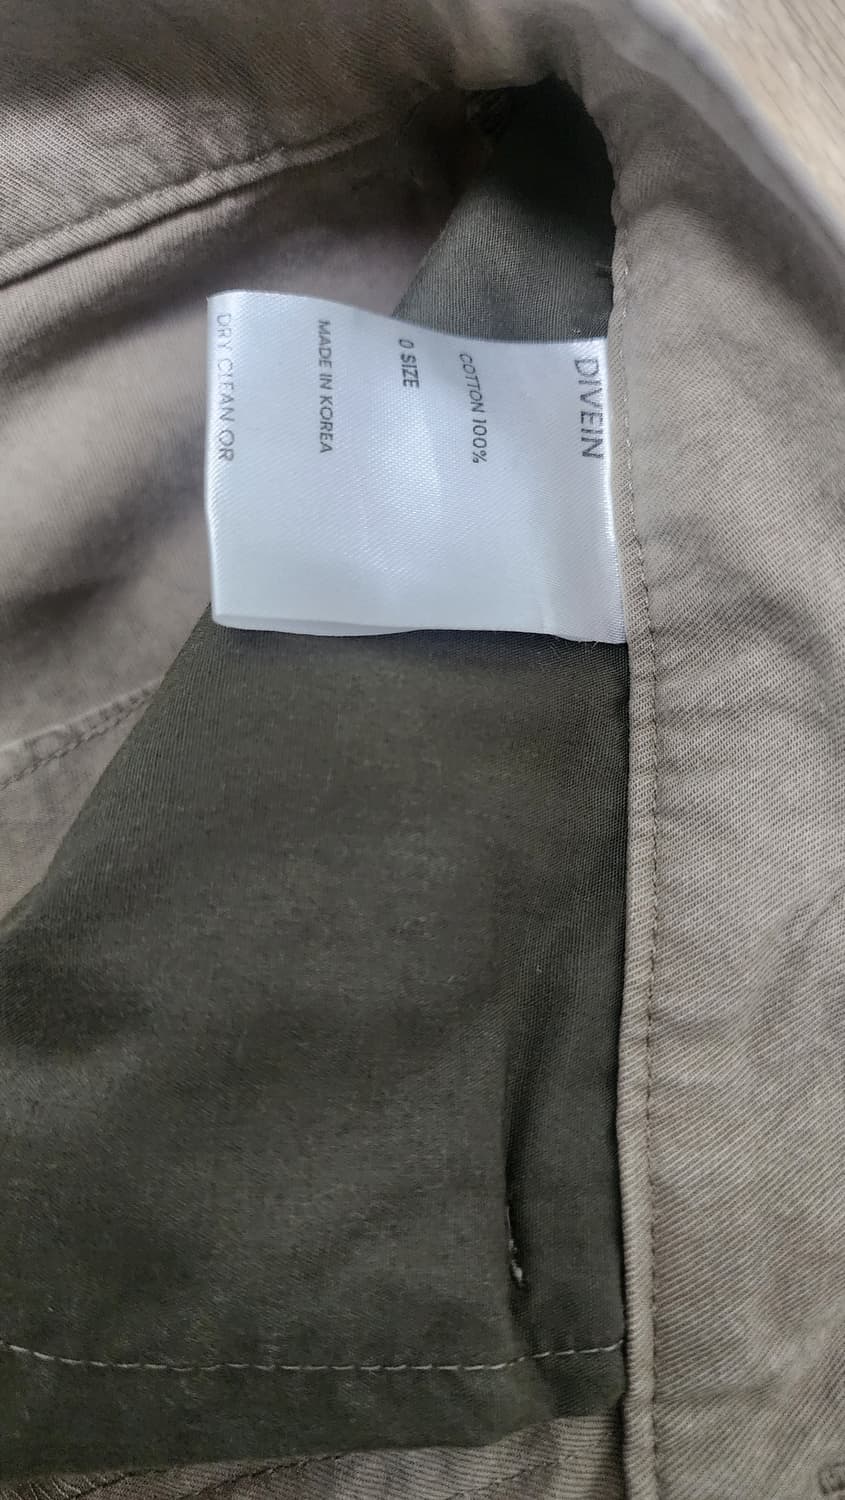 DIVEIN
COTTON 100%
0 SIZE
MADE IN KOREA
DRY CLEAN OR